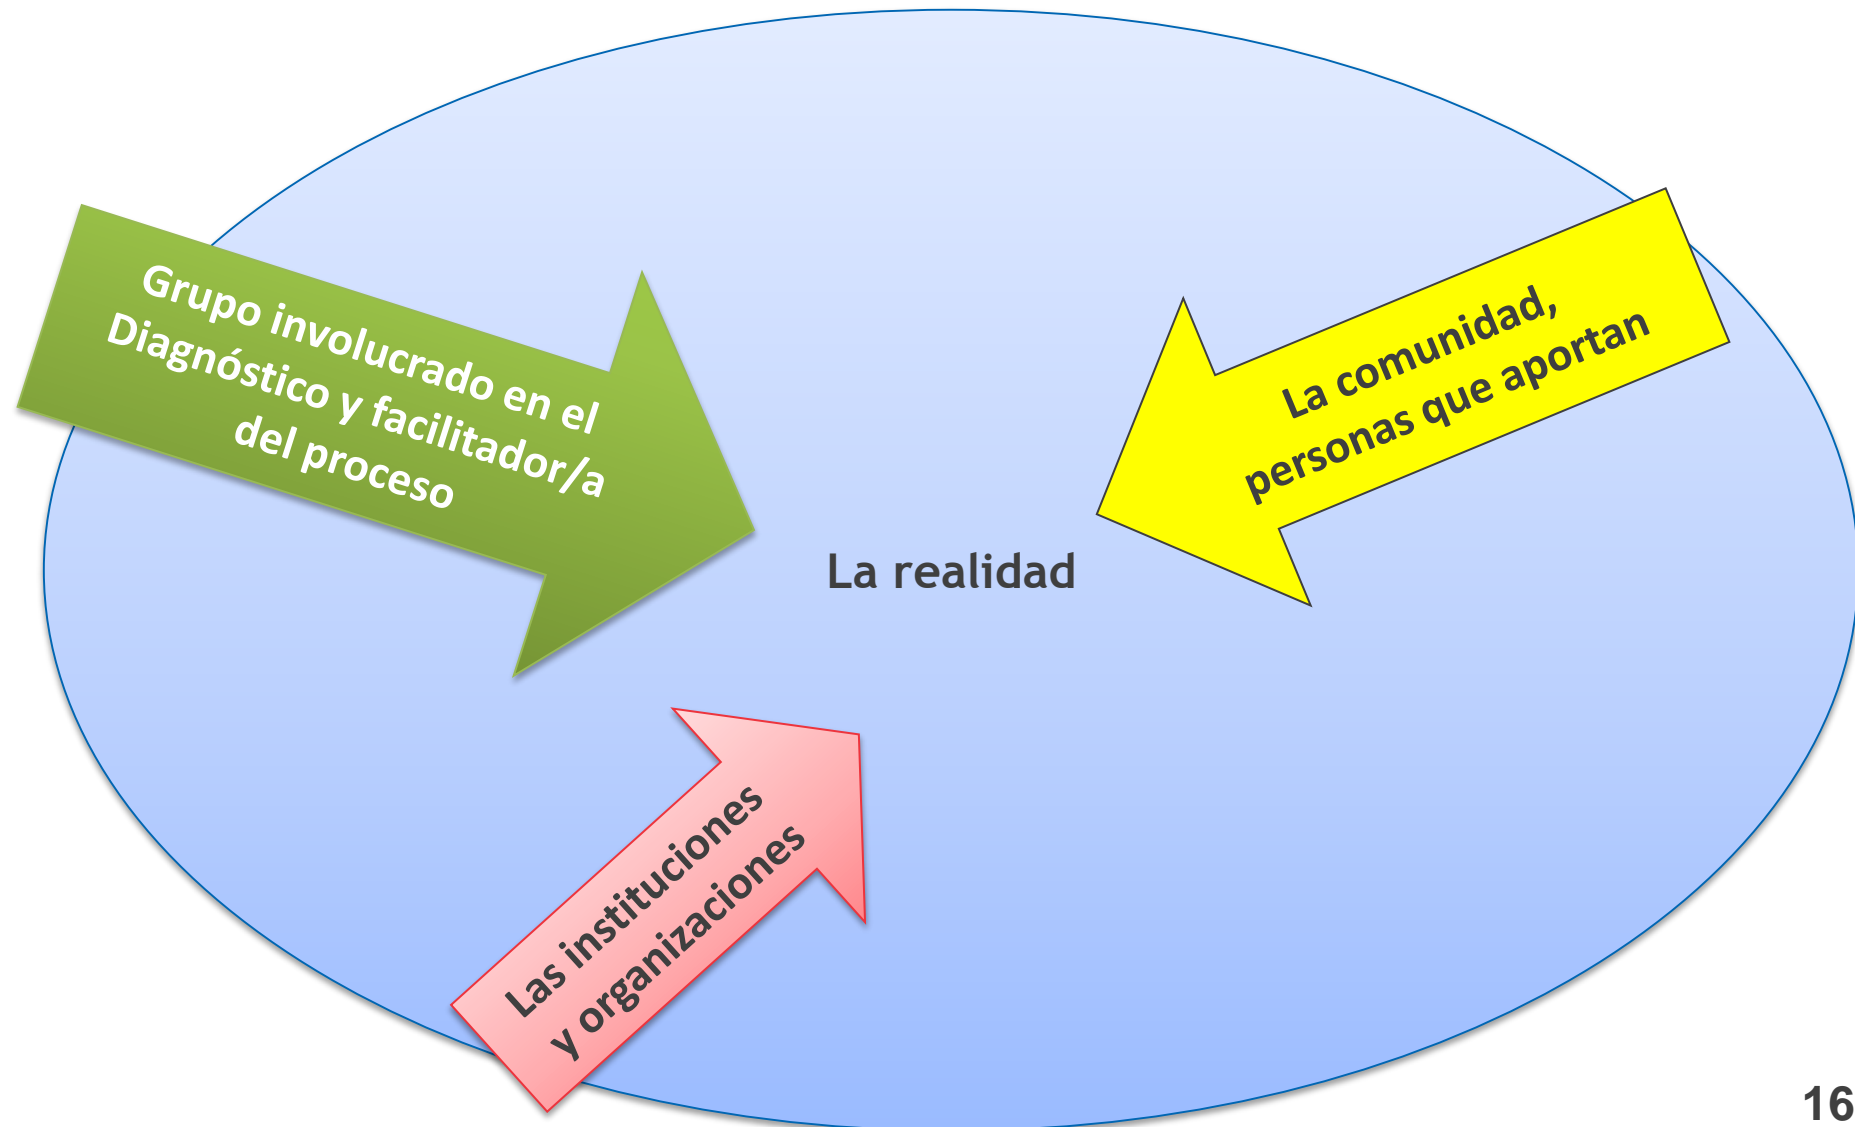 Grupo involucrado en el
Diagnóstico y facilitador/a
del proceso
La comunidad,
personas que aportan
La realidad
Las instituciones
y organizaciones
16